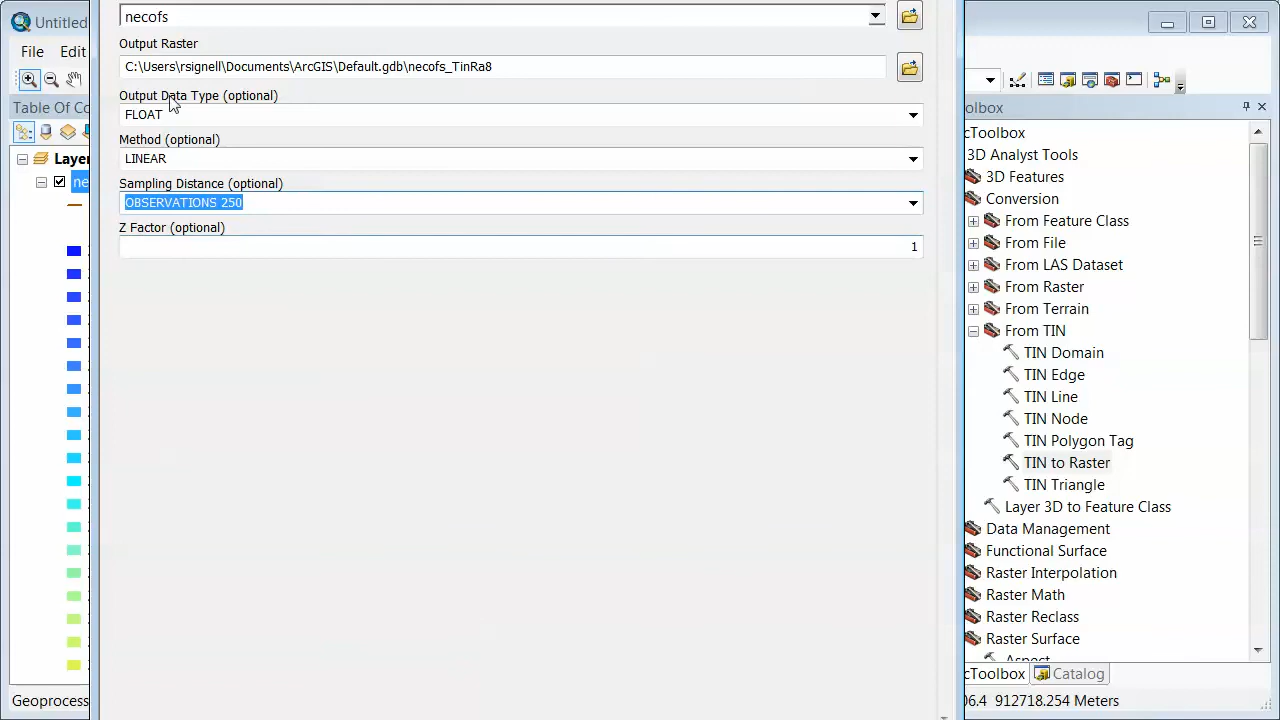 Untitled
File Edit
Table Of Co
Layer
ne
Geoprocess
necofs
Output Raster
C:\Users\rsignell\Documents\ArcGIS\Default.gdb\necofs_TinRa8
Output Data Type (optional)
FLOAT
Method (optional)
LINEAR
Sampling Distance (optional)
OBSERVATIONS 250
Z Factor (optional)
1
olbox
cToolbox
3D Analyst Tools
3D Features
Conversion
From Feature Class
From File
From LAS Dataset
From Raster
From Terrain
From TIN
TIN Domain
TIN Edge
TIN Line
TIN Node
TIN Polygon Tag
TIN to Raster
TIN Triangle
Layer 3D to Feature Class
Data Management
Functional Surface
Raster Interpolation
Raster Math
Raster Reclass
Raster Surface
Aspect
cToolbox Catalog
06.4 912718.254 Meters